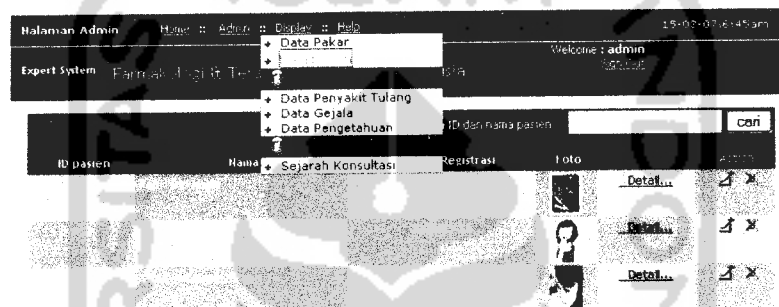 Halaman Admin
Home :: Admin :: Display :: Help
15-02-07,6:45am
Data Pakar
Welcome : admin
Sign Out
Expert System
Data Penyakit Tulang
Data Gejala
Data Pengetahuan
ID dan nama pasien
cari
Sejarah Konsultasi
ID pasien
Nama
Registrasi
Foto
Action
Detail...
Detail...
Detail...